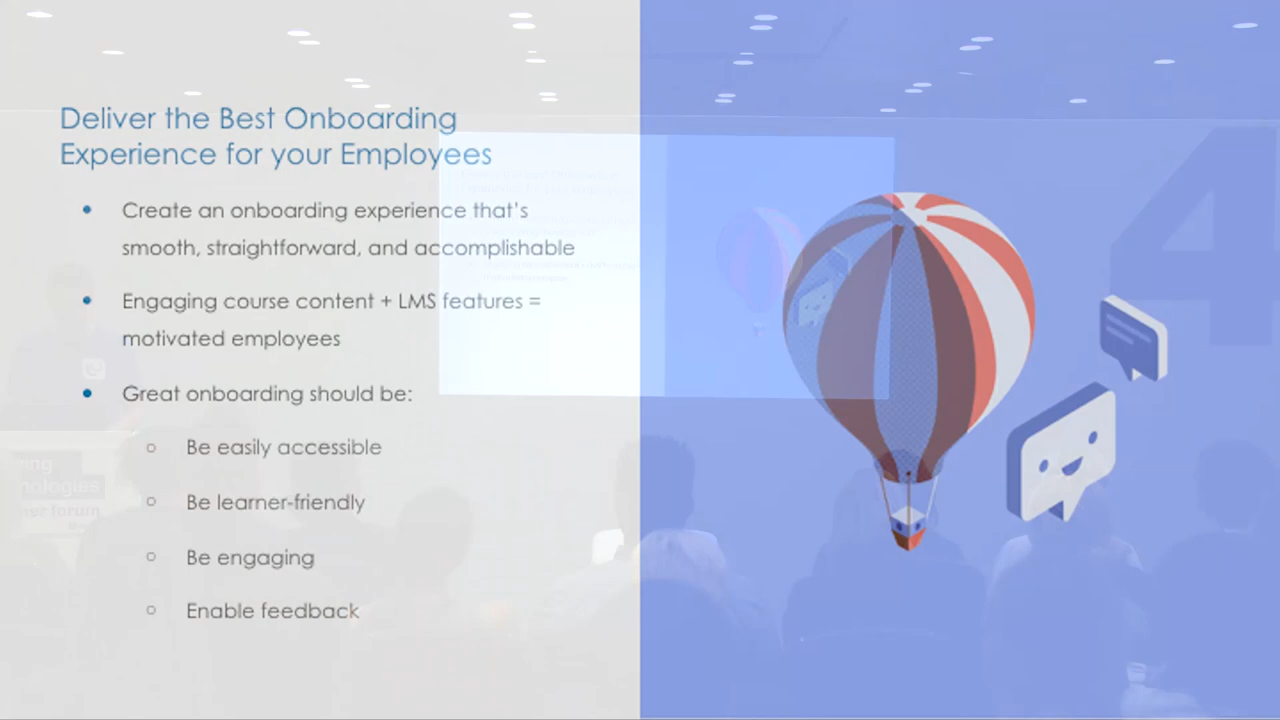 Deliver the Best Onboarding
Experience for your Employees
• Create an onboarding experience that's
smooth, straightforward, and accomplishable
• Engaging course content + LMS features =
motivated employees
• Great onboarding should be:
○ Be easily accessible
○ Be learner-friendly
○ Be engaging
○ Enable feedback
4